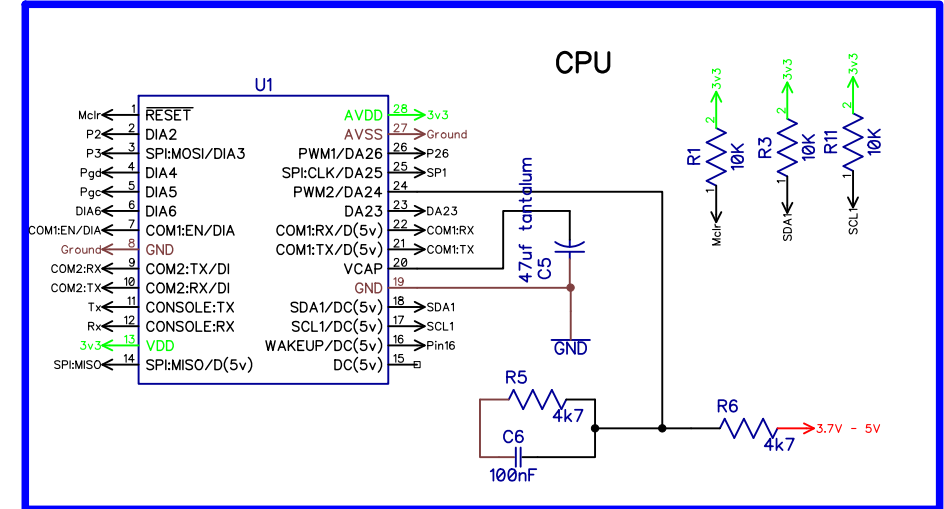 CPU
U1
Mclr 1 RESET
P2 2 DIA2
P3 3 SPI:MOSI/DIA3
Pgd 4 DIA4
Pgc 5 DIA5
DIA6 6 DIA6
COM1:EN/DIA 7 COM1:EN/DIA
Ground 8 GND
COM2:RX 9 COM2:TX/DI
COM2:TX 10 COM2:RX/DI
Tx 11 CONSOLE:TX
Rx 12 CONSOLE:RX
3v3 13 VDD
SPI:MISO 14 SPI:MISO/D(5v)
AVDD 28 3v3
AVSS 27 Ground
PWM1/DA26 26 P26
SPI:CLK/DA25 25 SP1
PWM2/DA24 24
DA23 23 DA23
COM1:RX/D(5v) 22 COM1:RX
COM1:TX/D(5v) 21 COM1:TX
VCAP 20
GND 19
SDA1/DC(5v) 18 SDA1
SCL1/DC(5v) 17 SCL1
WAKEUP/DC(5v) 16 Pin16
DC(5v) 15
47uf tantalum
C5
GND
3v3
2
R1
10K
1
Mclr
3v3
2
R3
10K
1
SDA1
3v3
2
R11
10K
1
SCL1
R5
4k7
C6
100nF
R6
4k7
3.7V - 5V